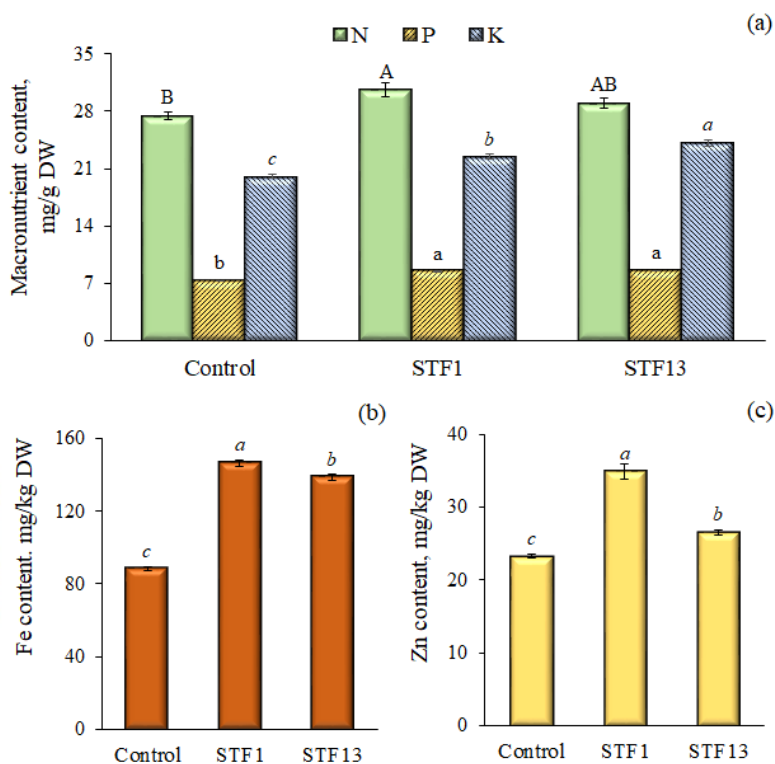 (a)
N P K
Macronutrient content,
mg/g DW
35
28
21
14
7
0
B
b
c
A
a
b
AB
a
a
Control STF1 STF13
(b)
Fe content. mg/kg DW
160
120
80
40
0
c
a
b
Control STF1 STF13
(c)
Zn content, mg/kg DW
40
30
20
10
0
c
a
b
Control STF1 STF13